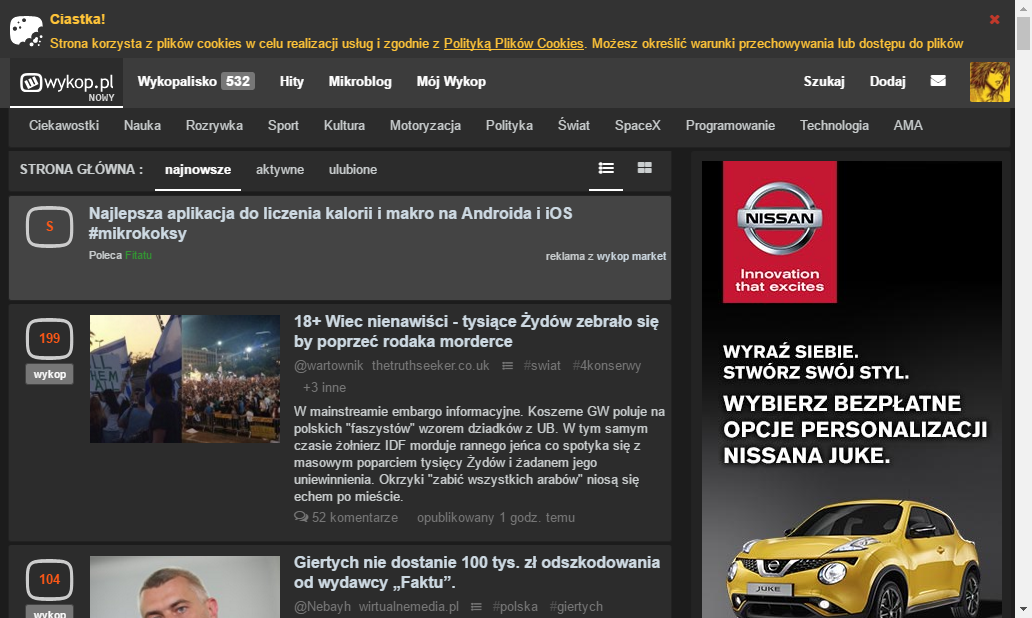 Ciastka!
Strona korzysta z plików cookies w celu realizacji usług i zgodnie z Polityką Plików Cookies. Możesz określić warunki przechowywania lub dostępu do plików
wykop.pl
NOWY
Wykopalisko 532 Hity Mikroblog Mój Wykop Szukaj Dodaj
Ciekawostki Nauka Rozrywka Sport Kultura Motoryzacja Polityka Świat SpaceX Programowanie Technologia AMA
STRONA GŁÓWNA : najnowsze aktywne ulubione
S
Najlepsza aplikacja do liczenia kalorii i makro na Androida i iOS
#mikrokoksy
Poleca Fitatu
reklama z wykop market
199
wykop
18+ Wiec nienawiści - tysiące Żydów zebrało się
by poprzeć rodaka morderce
@wartownik thetruthseeker.co.uk #swiat #4konserwy
+3 inne
W mainstreamie embargo informacyjne. Koszerne GW poluje na
polskich "faszystów" wzorem dziadków z UB. W tym samym
czasie żołnierz IDF morduje rannego jeńca co spotyka się z
masowym poparciem tysięcy Żydów i żadanem jego
uniewinnienia. Okrzyki "zabić wszystkich arabów" niosą się
echem po mieście.
52 komentarze opublikowany 1 godz. temu
104
wykop
Giertych nie dostanie 100 tys. zł odszkodowania
od wydawcy „Faktu”.
@Nebayh wirtualnemedia.pl #polska #giertych
NISSAN
Innovation
that excites
WYRAŹ SIEBIE.
STWÓRZ SWÓJ STYL.
WYBIERZ BEZPŁATNE
OPCJE PERSONALIZACJI
NISSANA JUKE.
JUKE